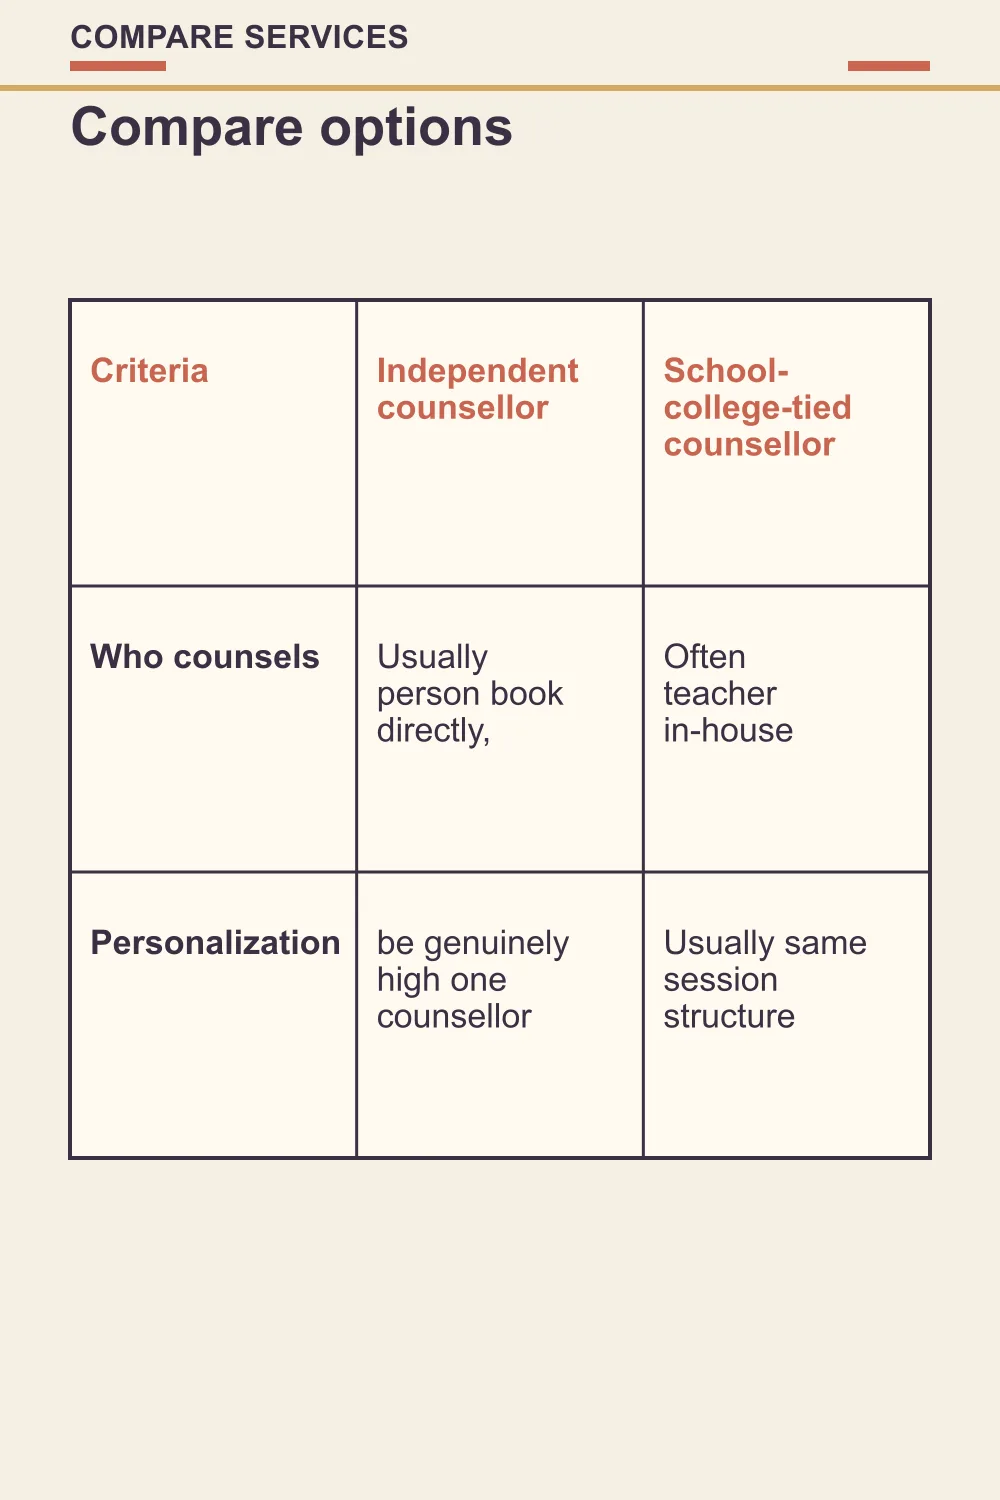 COMPARE SERVICES
Compare options
Criteria
Independent
counsellor
School-
college-tied
counsellor
Who counsels
Usually
person book
directly,
Often
teacher
in-house
Personalization
be genuinely
high one
counsellor
Usually same
session
structure